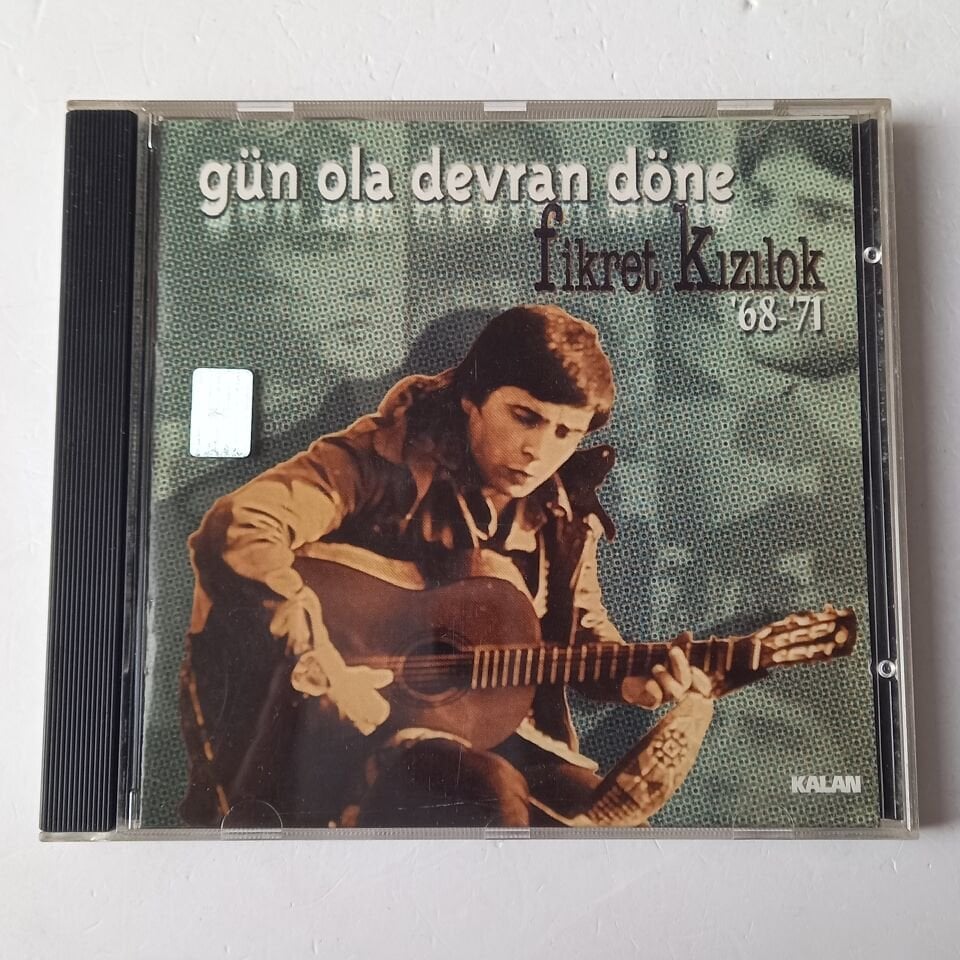 gün ola devran döne
fikret Kızılok
'68-'71
KALAN